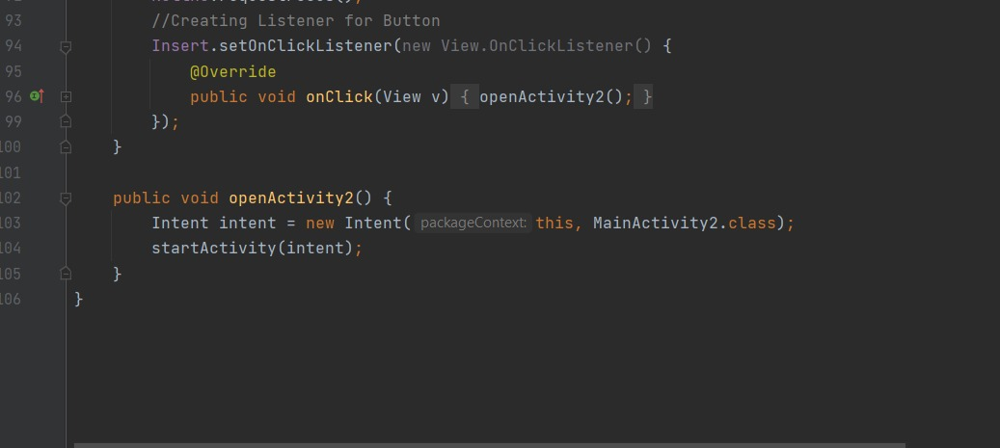 93 //Creating Listener for Button
94 Insert.setOnClickListener(new View.OnClickListener() {
95 @Override
96 public void onClick(View v) { openActivity2(); }
99 });
100 }
101
102 public void openActivity2() {
103 Intent intent = new Intent( packageContext: this, MainActivity2.class);
104 startActivity(intent);
105 }
106 }